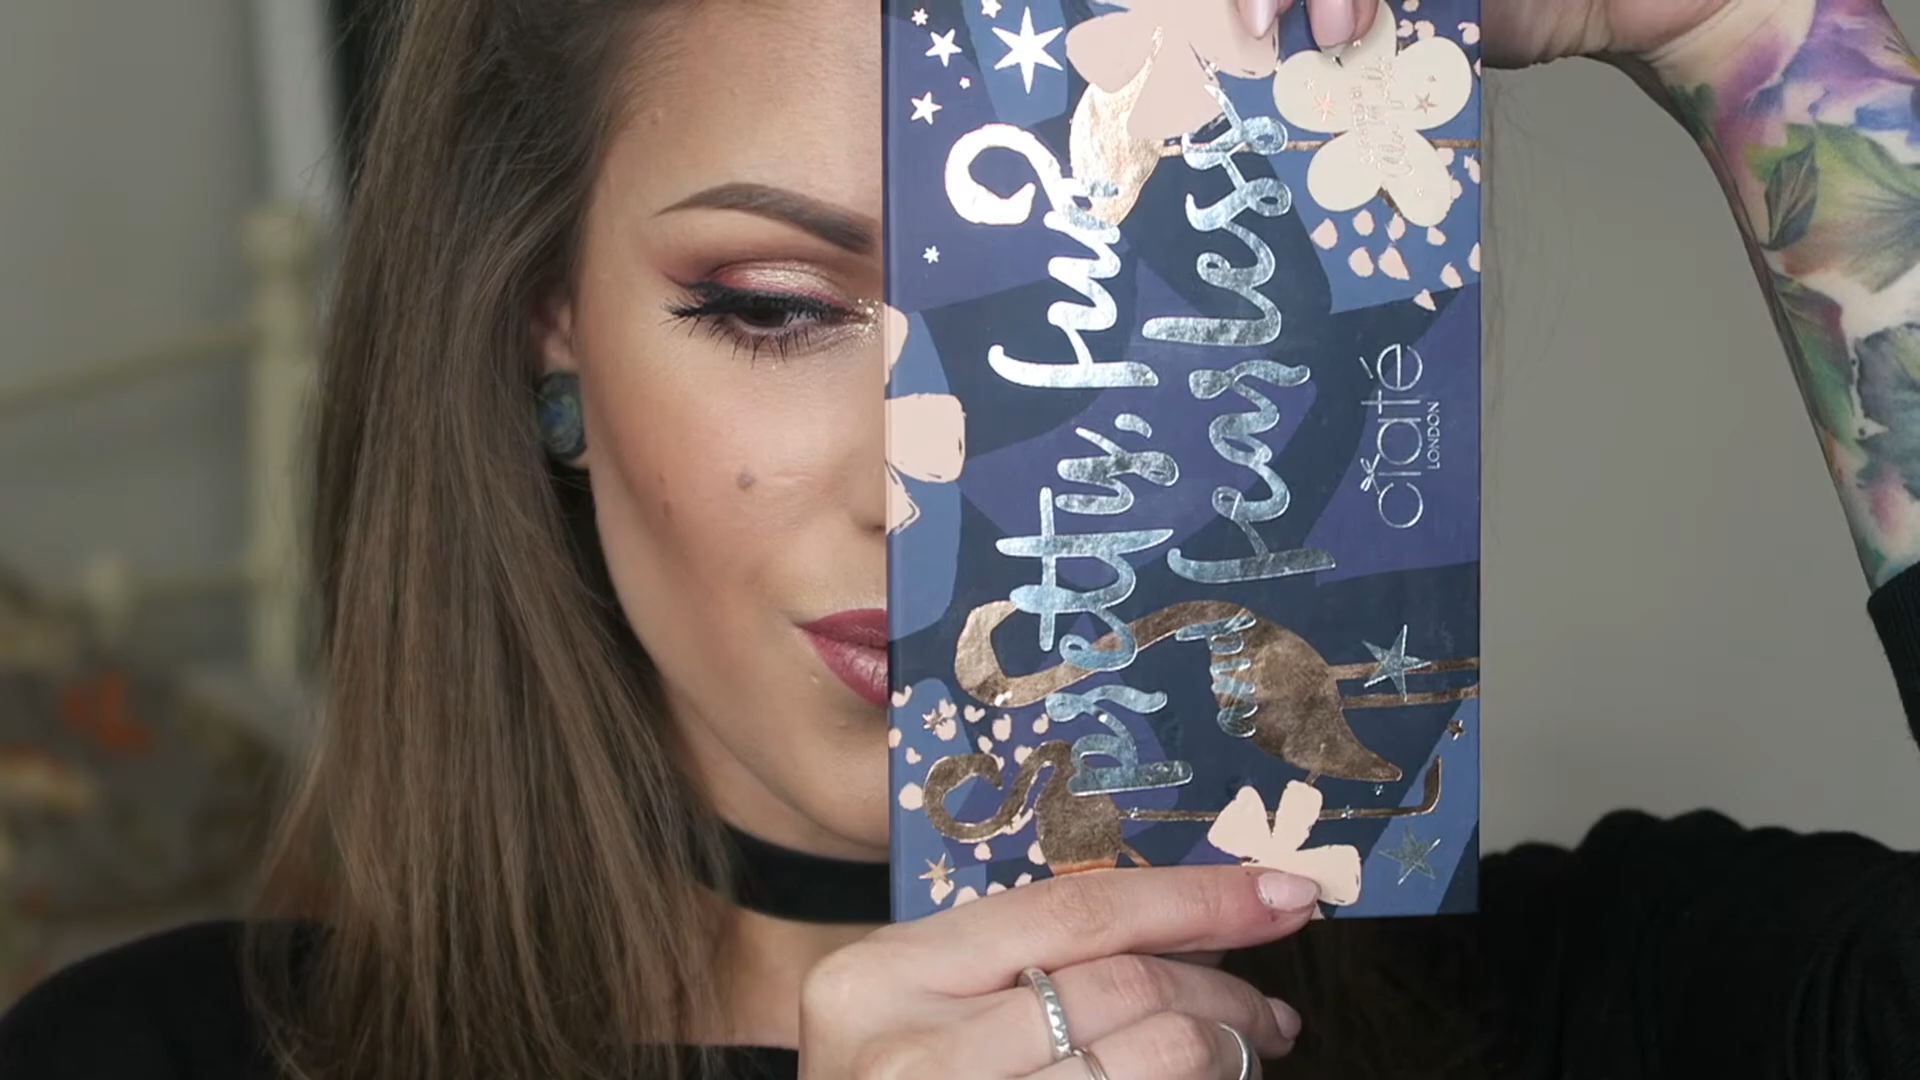 pretty, fun
and fearless
ciaté
LONDON